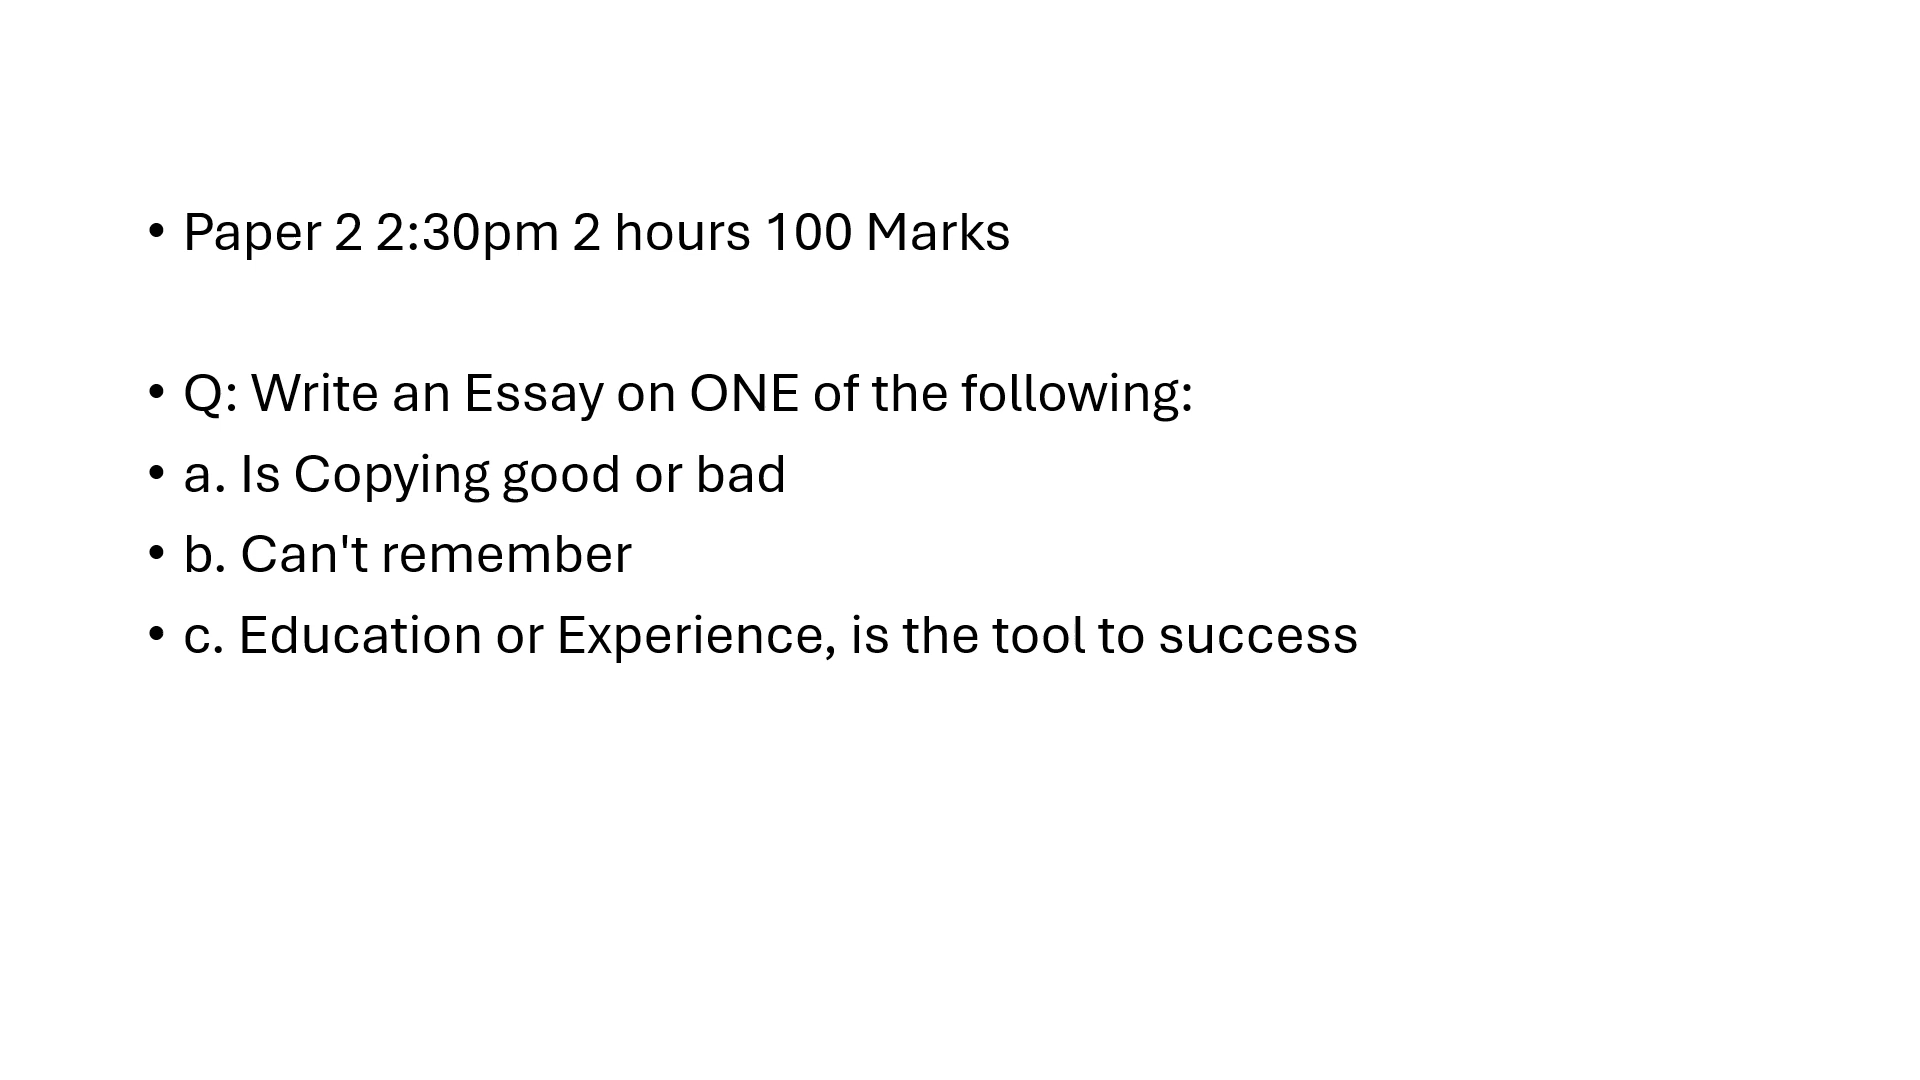 • Paper 2 2:30pm 2 hours 100 Marks
• Q: Write an Essay on ONE of the following:
• a. Is Copying good or bad
• b. Can't remember
• c. Education or Experience, is the tool to success